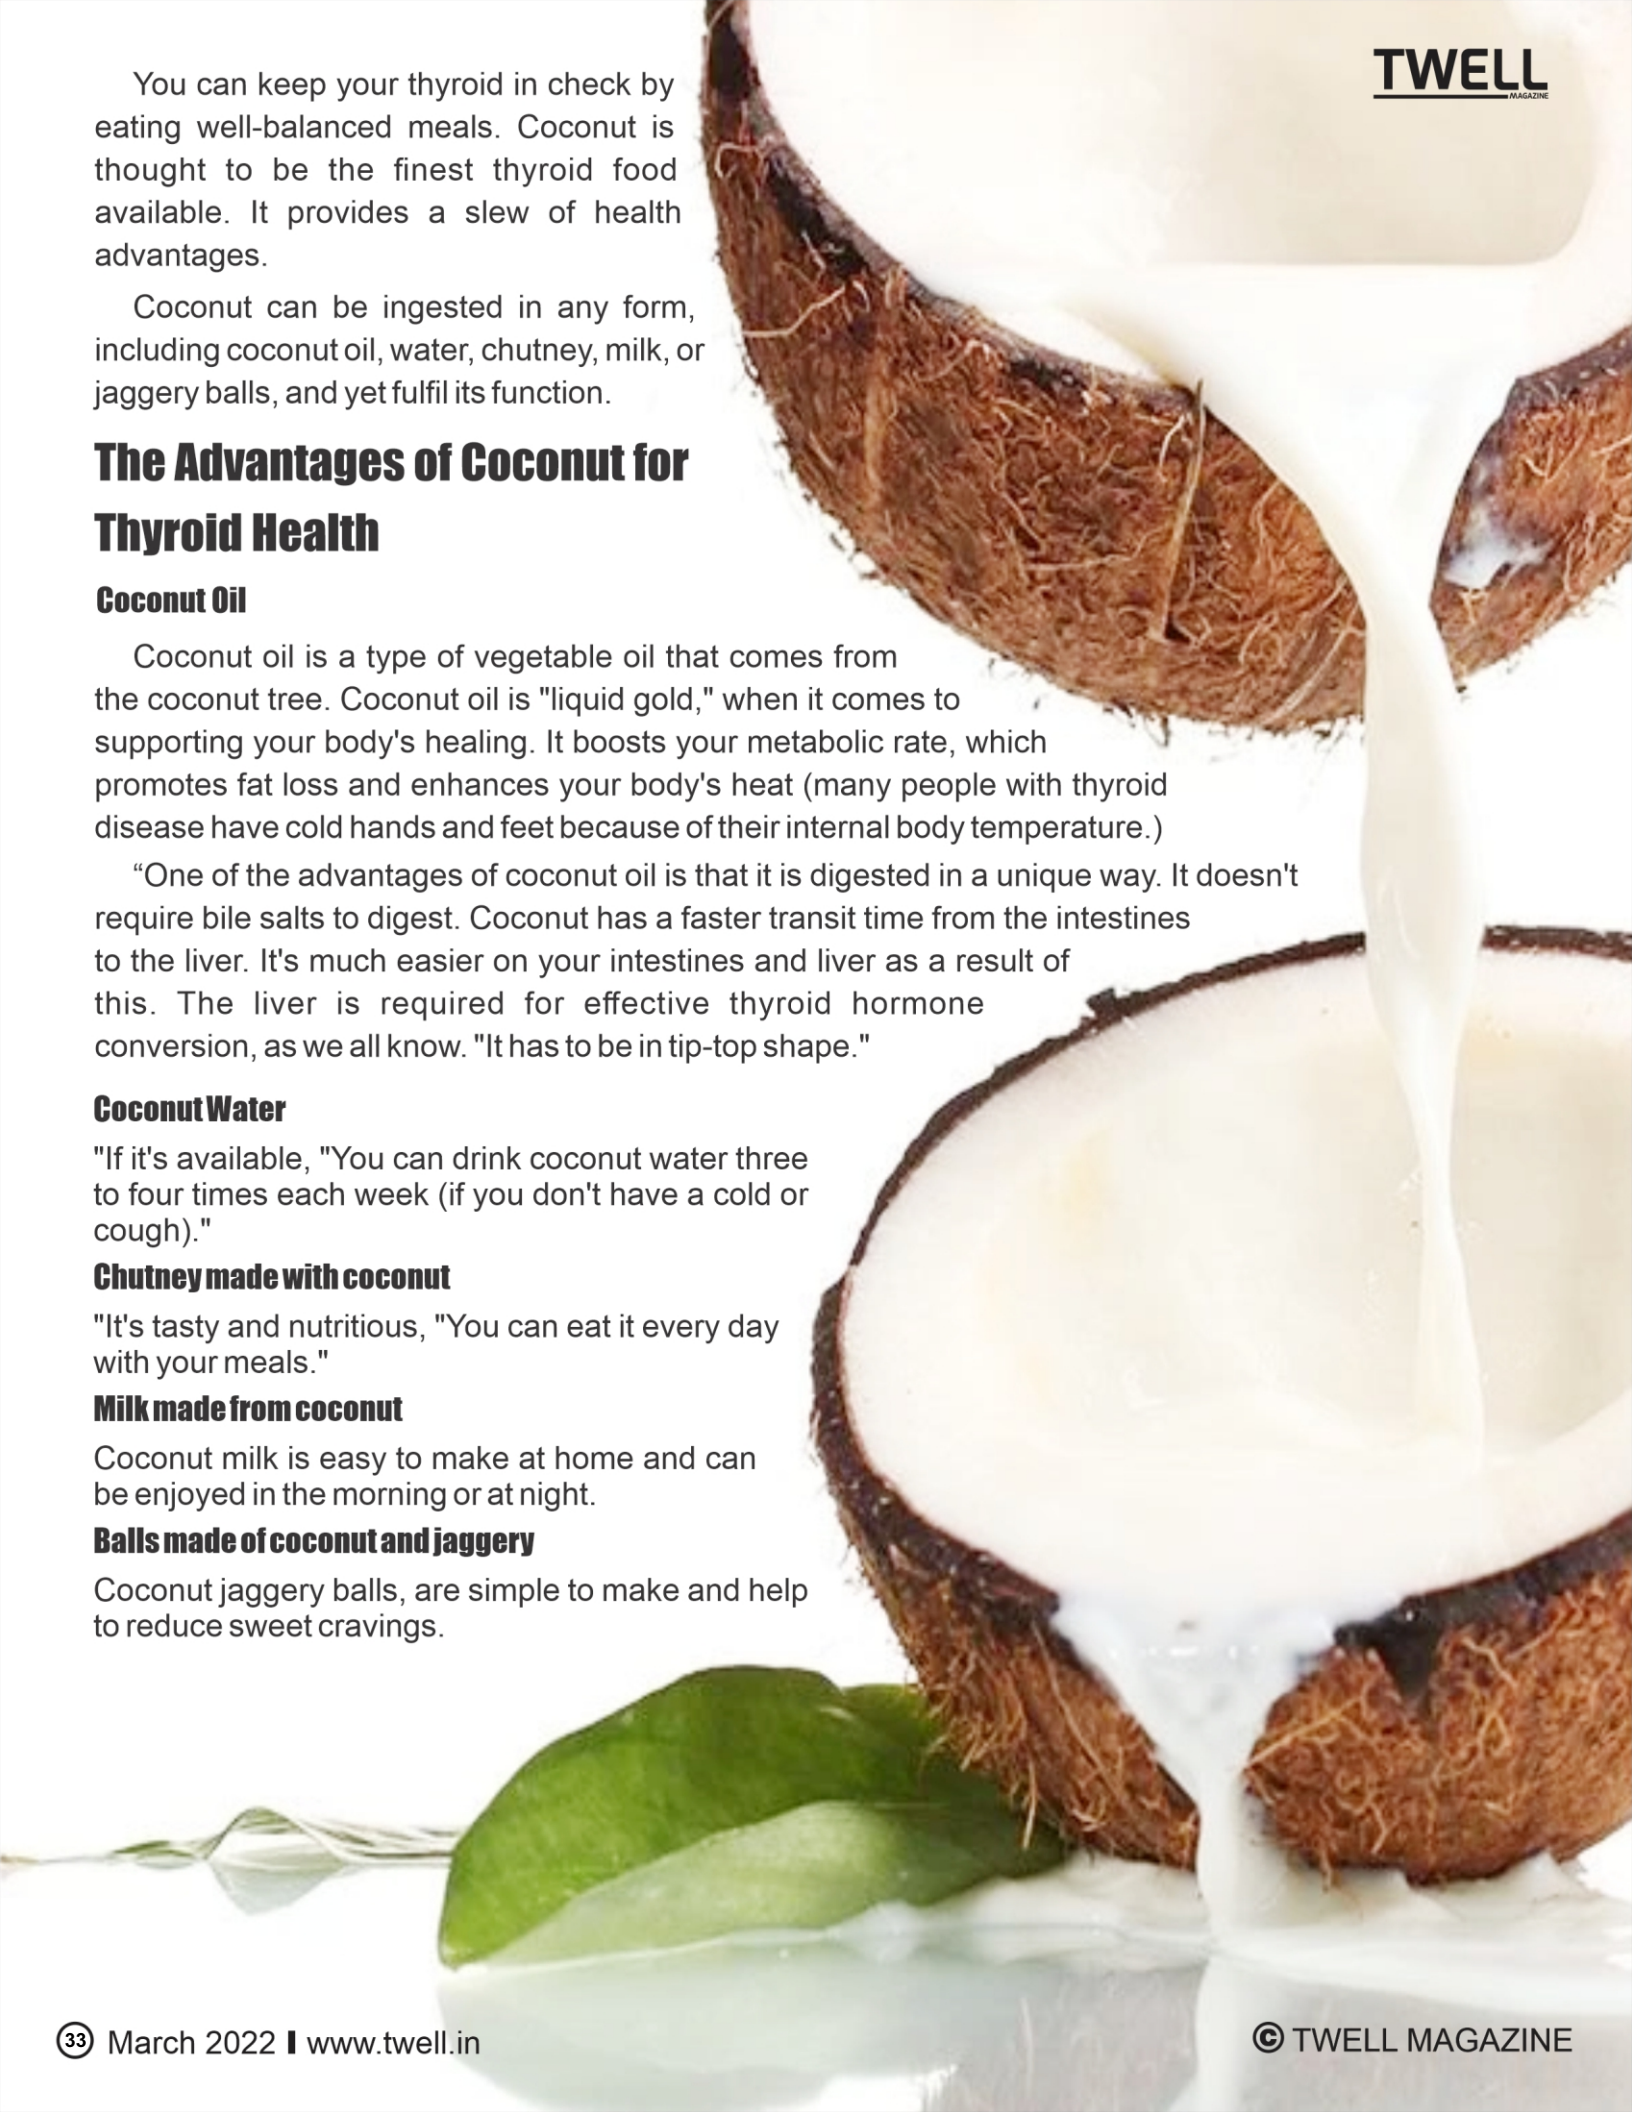 TWELL
MAGAZINE
You can keep your thyroid in check by
eating well-balanced meals. Coconut is
thought to be the finest thyroid food
available. It provides a slew of health
advantages.
Coconut can be ingested in any form,
including coconut oil, water, chutney, milk, or
jaggery balls, and yet fulfil its function.
The Advantages of Coconut for
Thyroid Health
Coconut Oil
Coconut oil is a type of vegetable oil that comes from
the coconut tree. Coconut oil is "liquid gold," when it comes to
supporting your body's healing. It boosts your metabolic rate, which
promotes fat loss and enhances your body's heat (many people with thyroid
disease have cold hands and feet because of their internal body temperature.)
“One of the advantages of coconut oil is that it is digested in a unique way. It doesn't
require bile salts to digest. Coconut has a faster transit time from the intestines
to the liver. It's much easier on your intestines and liver as a result of
this. The liver is required for effective thyroid hormone
conversion, as we all know. "It has to be in tip-top shape."
Coconut Water
"If it's available, "You can drink coconut water three
to four times each week (if you don't have a cold or
cough)."
Chutney made with coconut
"It's tasty and nutritious, "You can eat it every day
with your meals."
Milk made from coconut
Coconut milk is easy to make at home and can
be enjoyed in the morning or at night.
Balls made of coconut and jaggery
Coconut jaggery balls, are simple to make and help
to reduce sweet cravings.
33 March 2022 | www.twell.in
© TWELL MAGAZINE